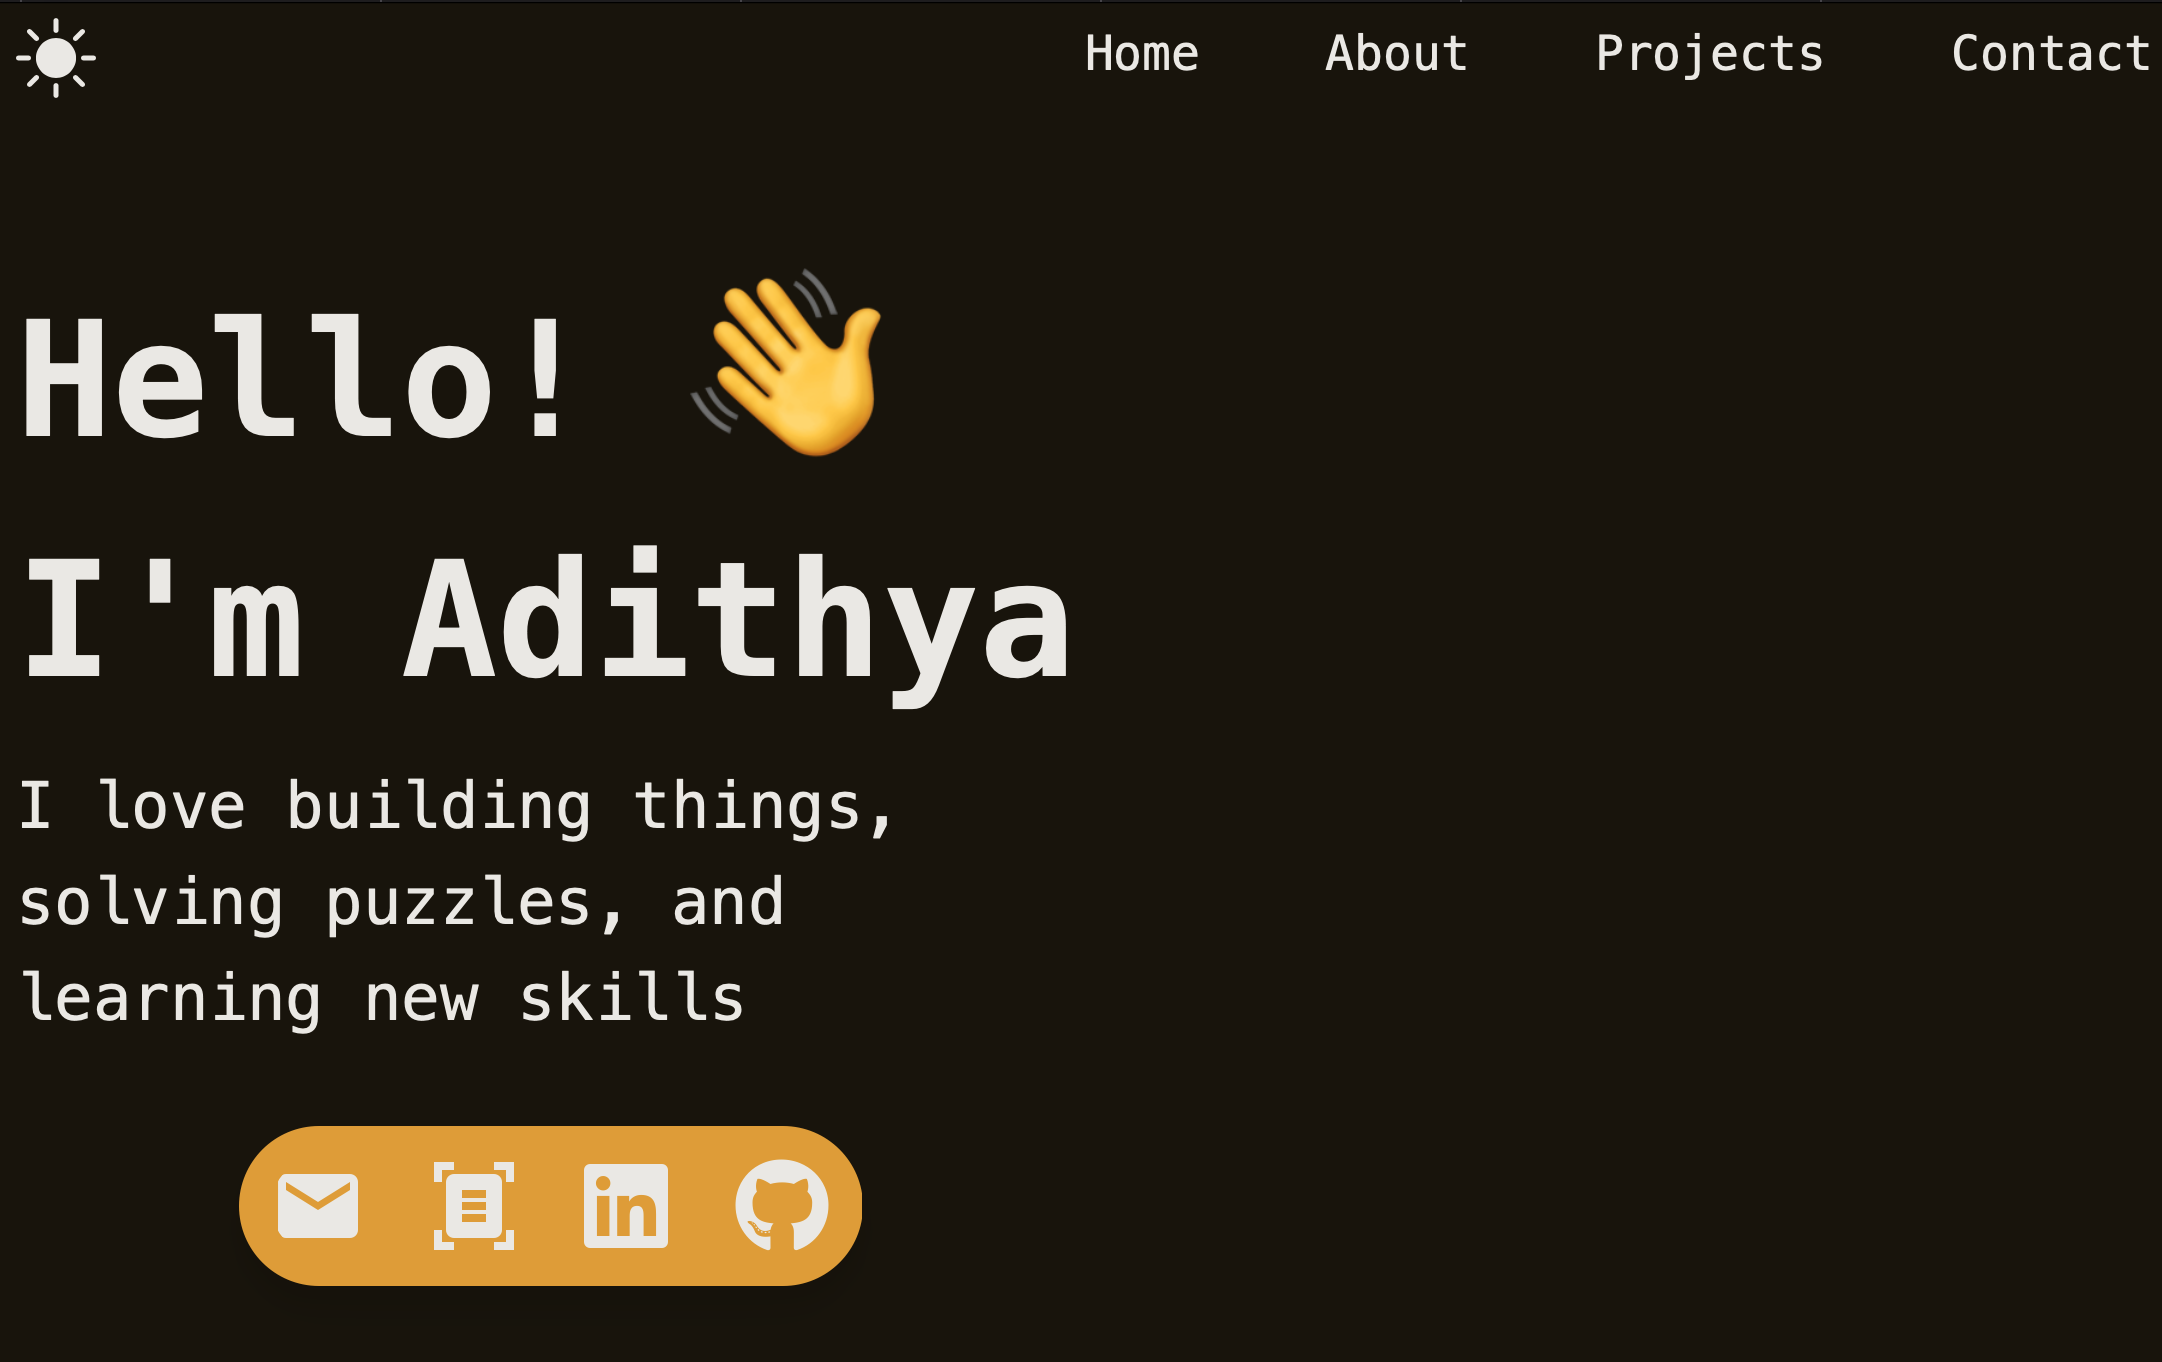 Home About Projects Contact
Hello! 👋
I'm Adithya
I love building things,
solving puzzles, and
learning new skills
in